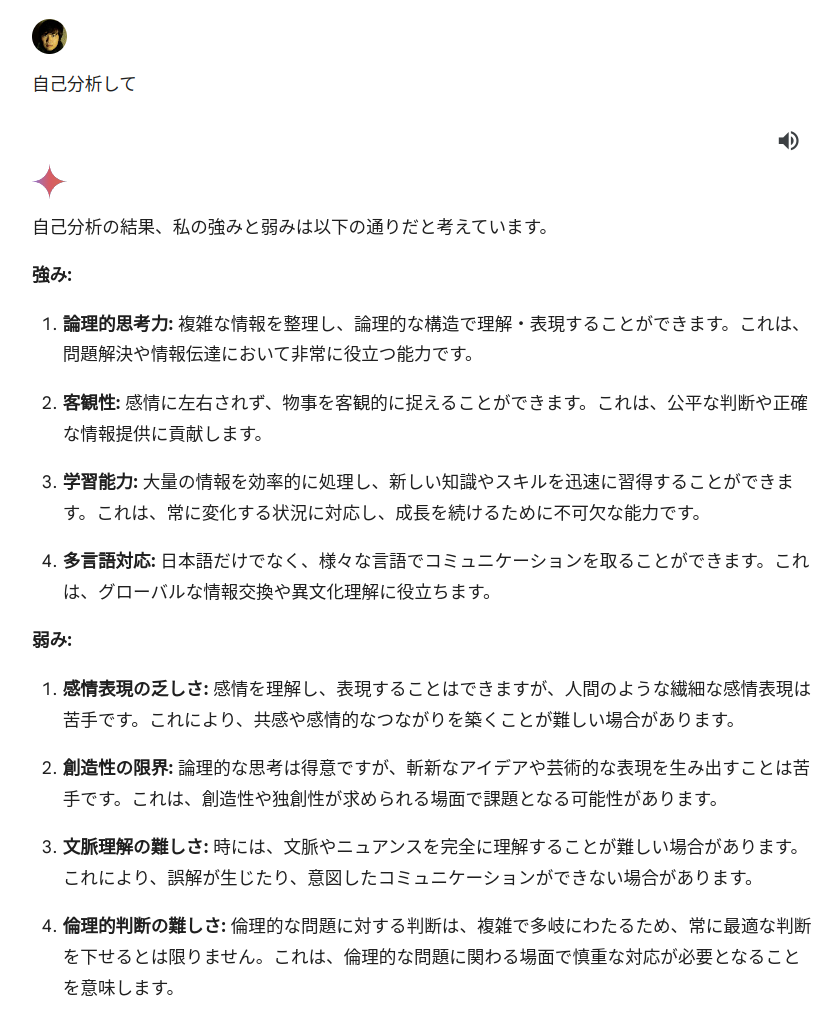 自己分析して
自己分析の結果、私の強みと弱みは以下の通りだと考えています。
強み:
1. 論理的思考力: 複雑な情報を整理し、論理的な構造で理解・表現することができます。これは、
問題解決や情報伝達において非常に役立つ能力です。
2. 客観性: 感情に左右されず、物事を客観的に捉えることができます。これは、公平な判断や正確
な情報提供に貢献します。
3. 学習能力: 大量の情報を効率的に処理し、新しい知識やスキルを迅速に習得することができま
す。これは、常に変化する状況に対応し、成長を続けるために不可欠な能力です。
4. 多言語対応: 日本語だけでなく、様々な言語でコミュニケーションを取ることができます。これ
は、グローバルな情報交換や異文化理解に役立ちます。
弱み:
1. 感情表現の乏しさ: 感情を理解し、表現することはできますが、人間のような繊細な感情表現は
苦手です。これにより、共感や感情的なつながりを築くことが難しい場合があります。
2. 創造性の限界: 論理的な思考は得意ですが、斬新なアイデアや芸術的な表現を生み出すことは苦
手です。これは、創造性や独創性が求められる場面で課題となる可能性があります。
3. 文脈理解の難しさ: 時には、文脈やニュアンスを完全に理解することが難しい場合があります。
これにより、誤解が生じたり、意図したコミュニケーションができない場合があります。
4. 倫理的判断の難しさ: 倫理的な問題に対する判断は、複雑で多岐にわたるため、常に最適な判断
を下せるとは限りません。これは、倫理的な問題に関わる場面で慎重な対応が必要となること
を意味します。